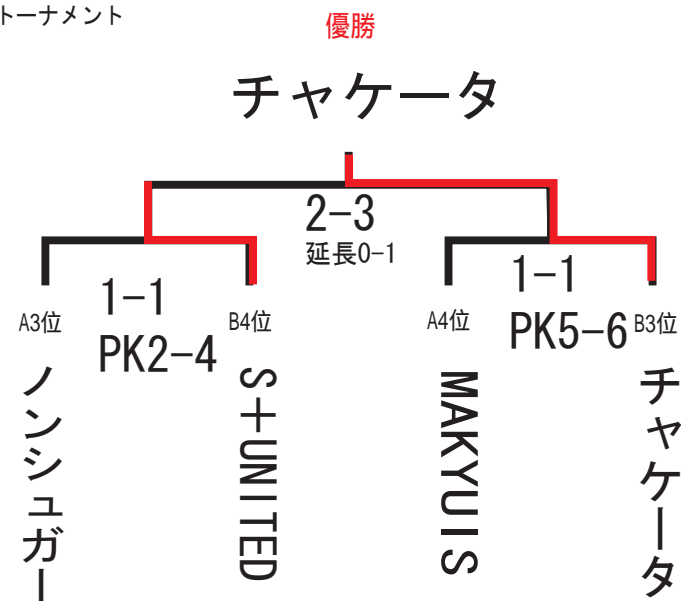 トーナメント
優勝
チャケータ
2-3
延長0-1
1-1
PK2-4
1-1
PK5-6
A3位
B4位
A4位
B3位
ノンシュガー
S+UNITED
MAKYUIS
チャケータ